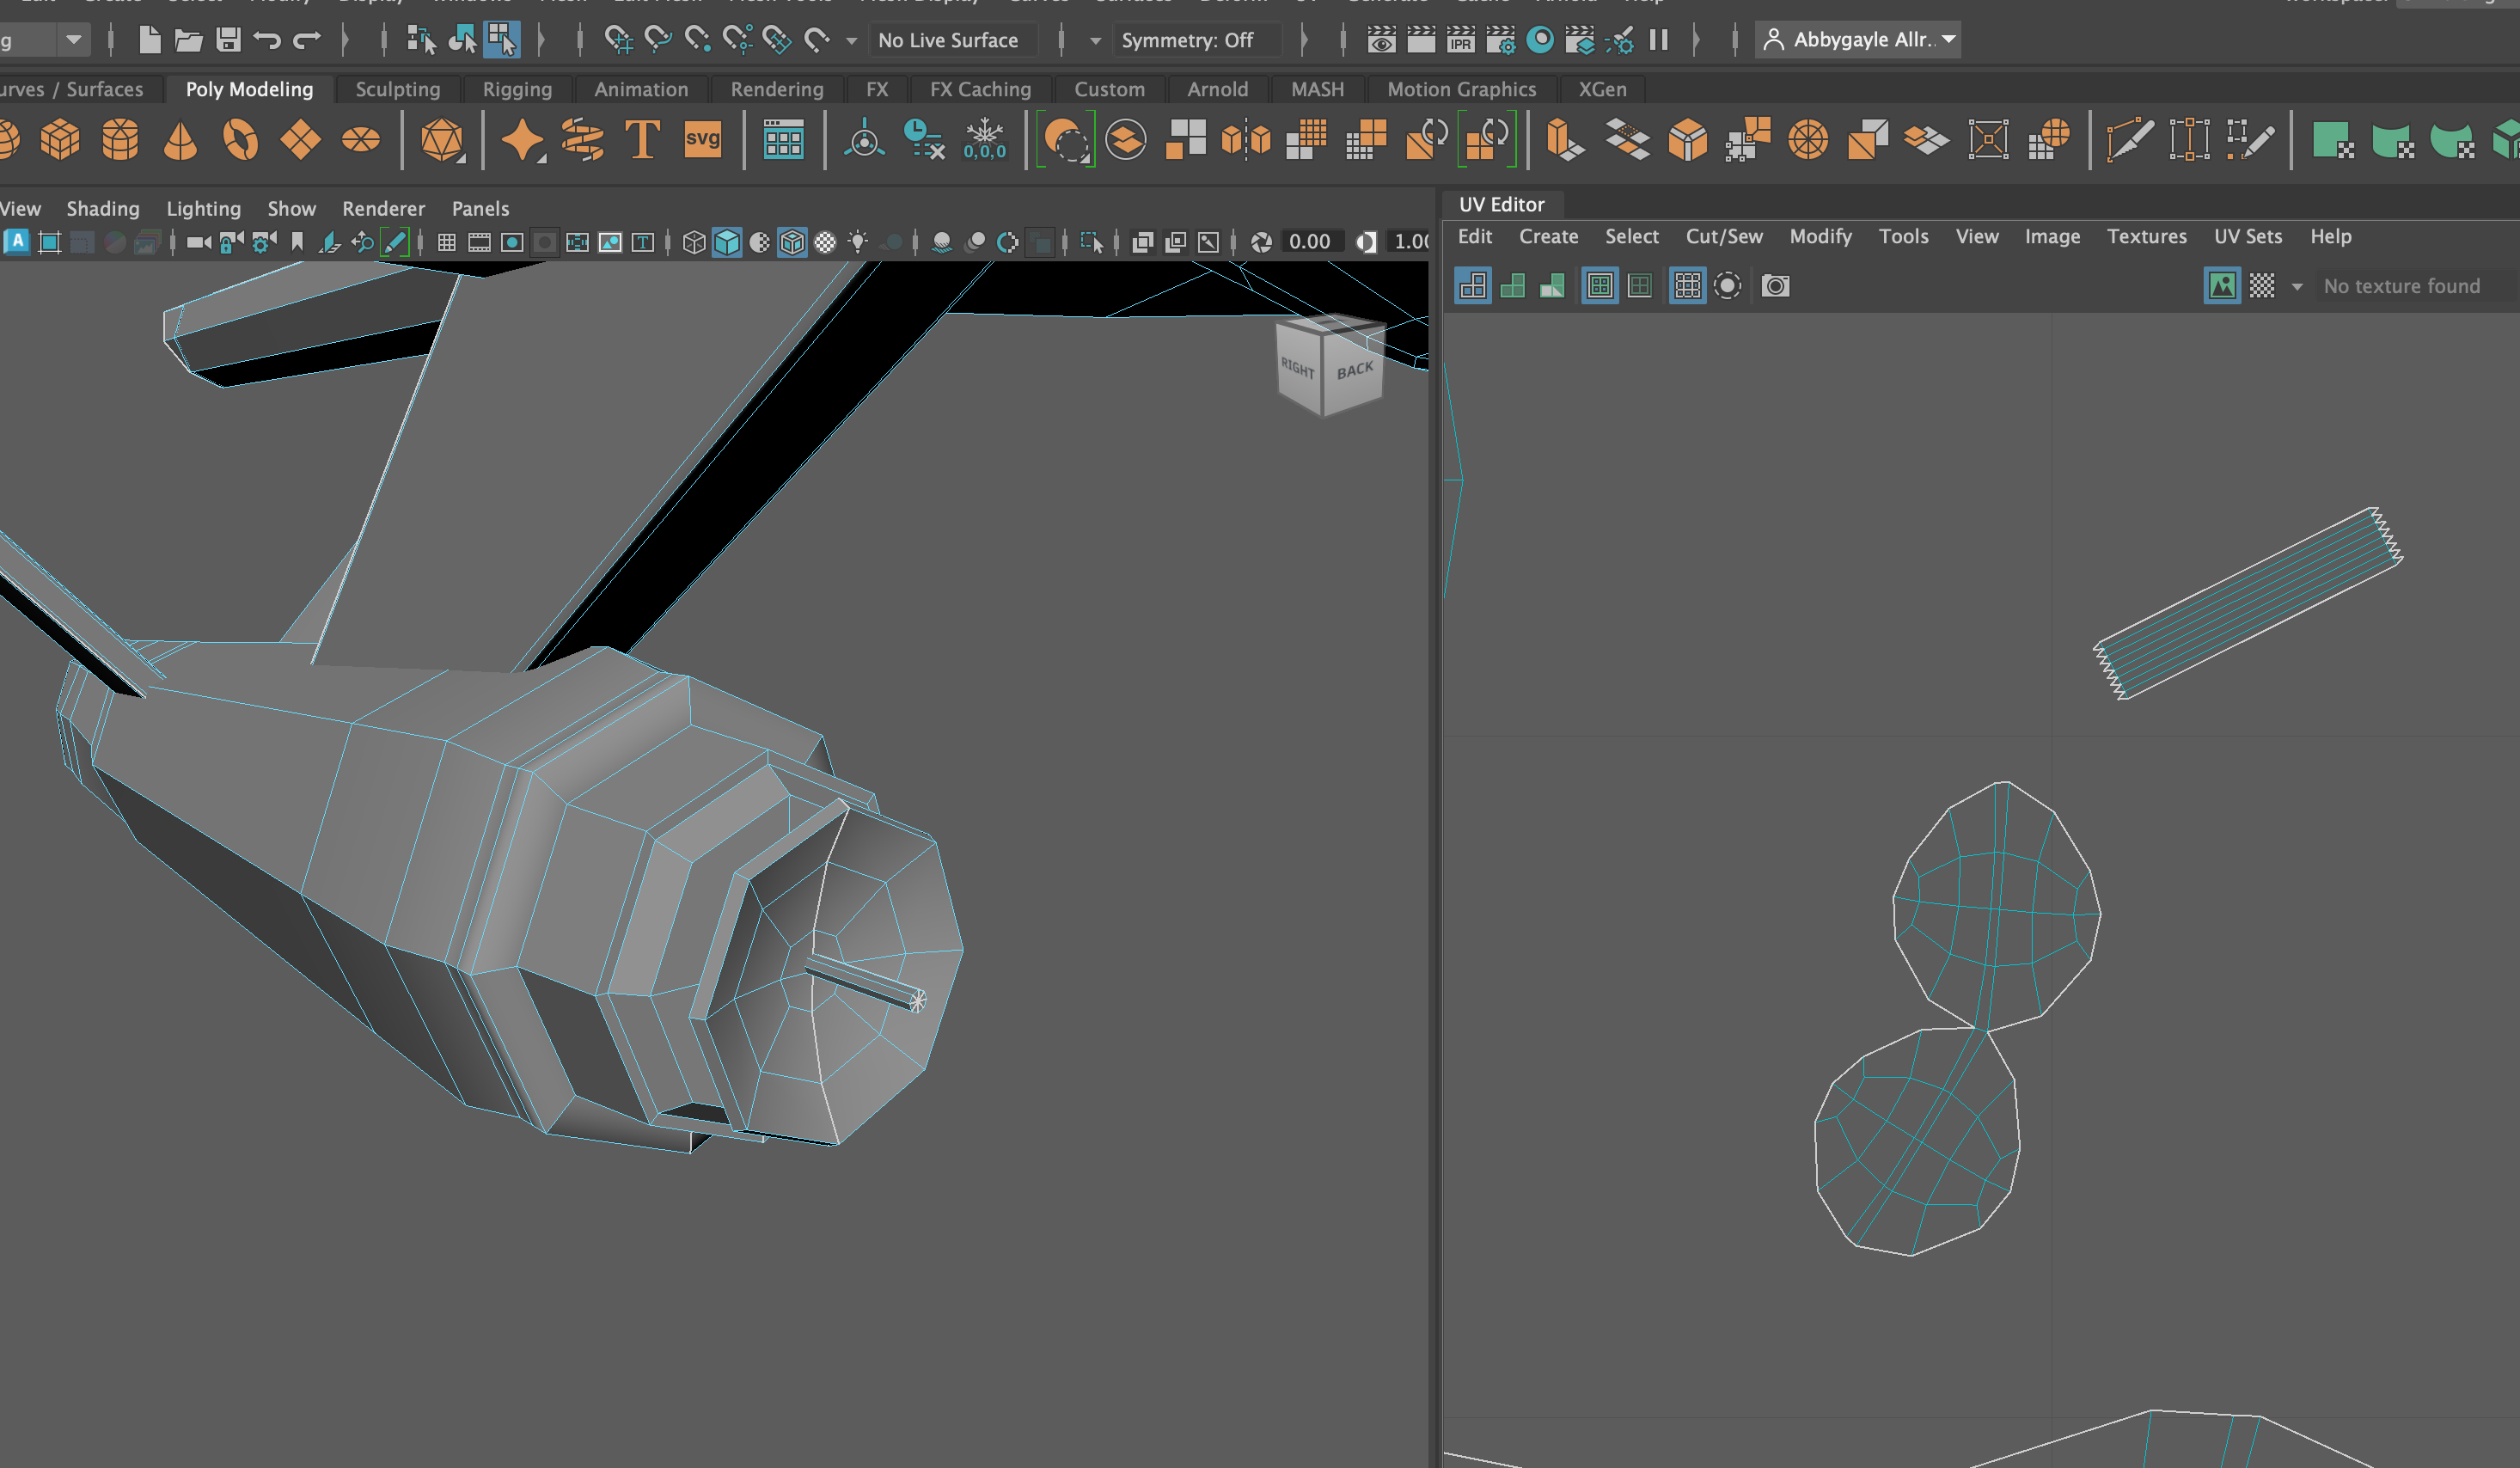 No Live Surface
Symmetry: Off
IPR
Abbygayle Allr..
urves / Surfaces
Poly Modeling
Sculpting
Rigging
Animation
Rendering
FX
FX Caching
Custom
Arnold
MASH
Motion Graphics
XGen
T
svg
0,0,0
View
Shading
Lighting
Show
Renderer
Panels
UV Editor
Edit
Create
Select
Cut/Sew
Modify
Tools
View
Image
Textures
UV Sets
Help
A
T
0.00
1.00
No texture found
RIGHT
BACK